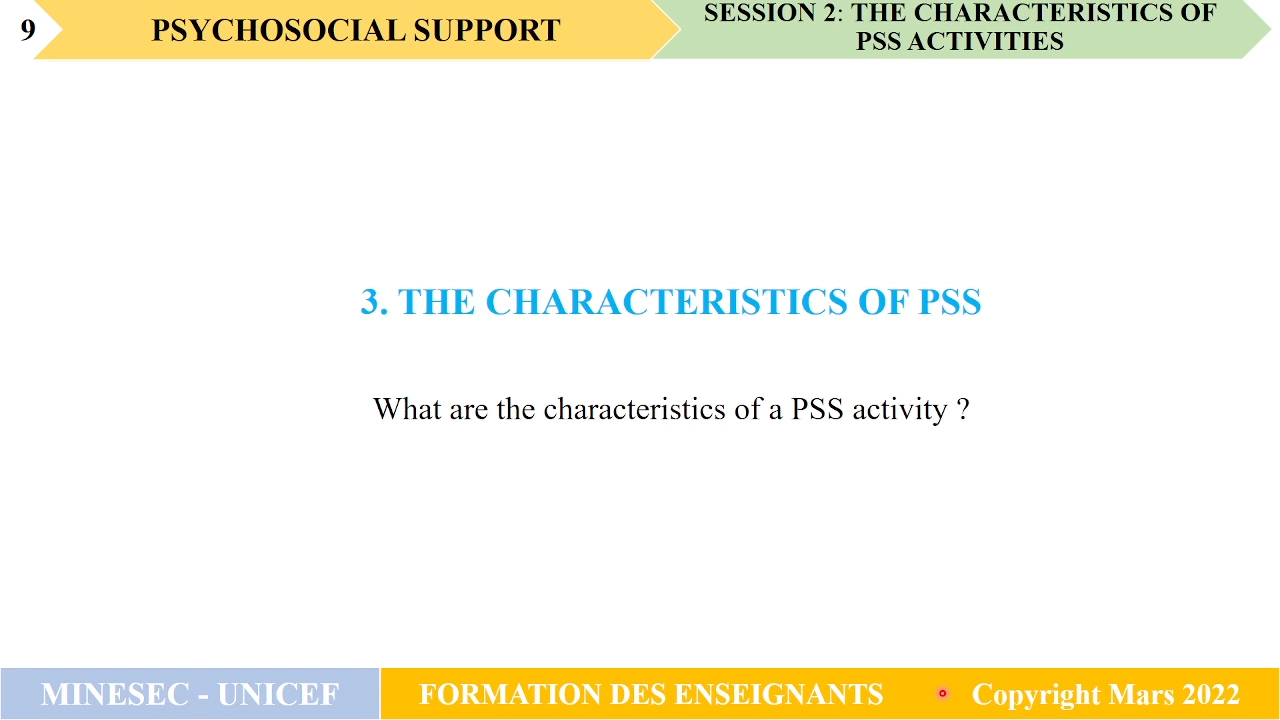 9
PSYCHOSOCIAL SUPPORT
SESSION 2: THE CHARACTERISTICS OF
PSS ACTIVITIES
3. THE CHARACTERISTICS OF PSS
What are the characteristics of a PSS activity ?
MINESEC - UNICEF
FORMATION DES ENSEIGNANTS
Copyright Mars 2022